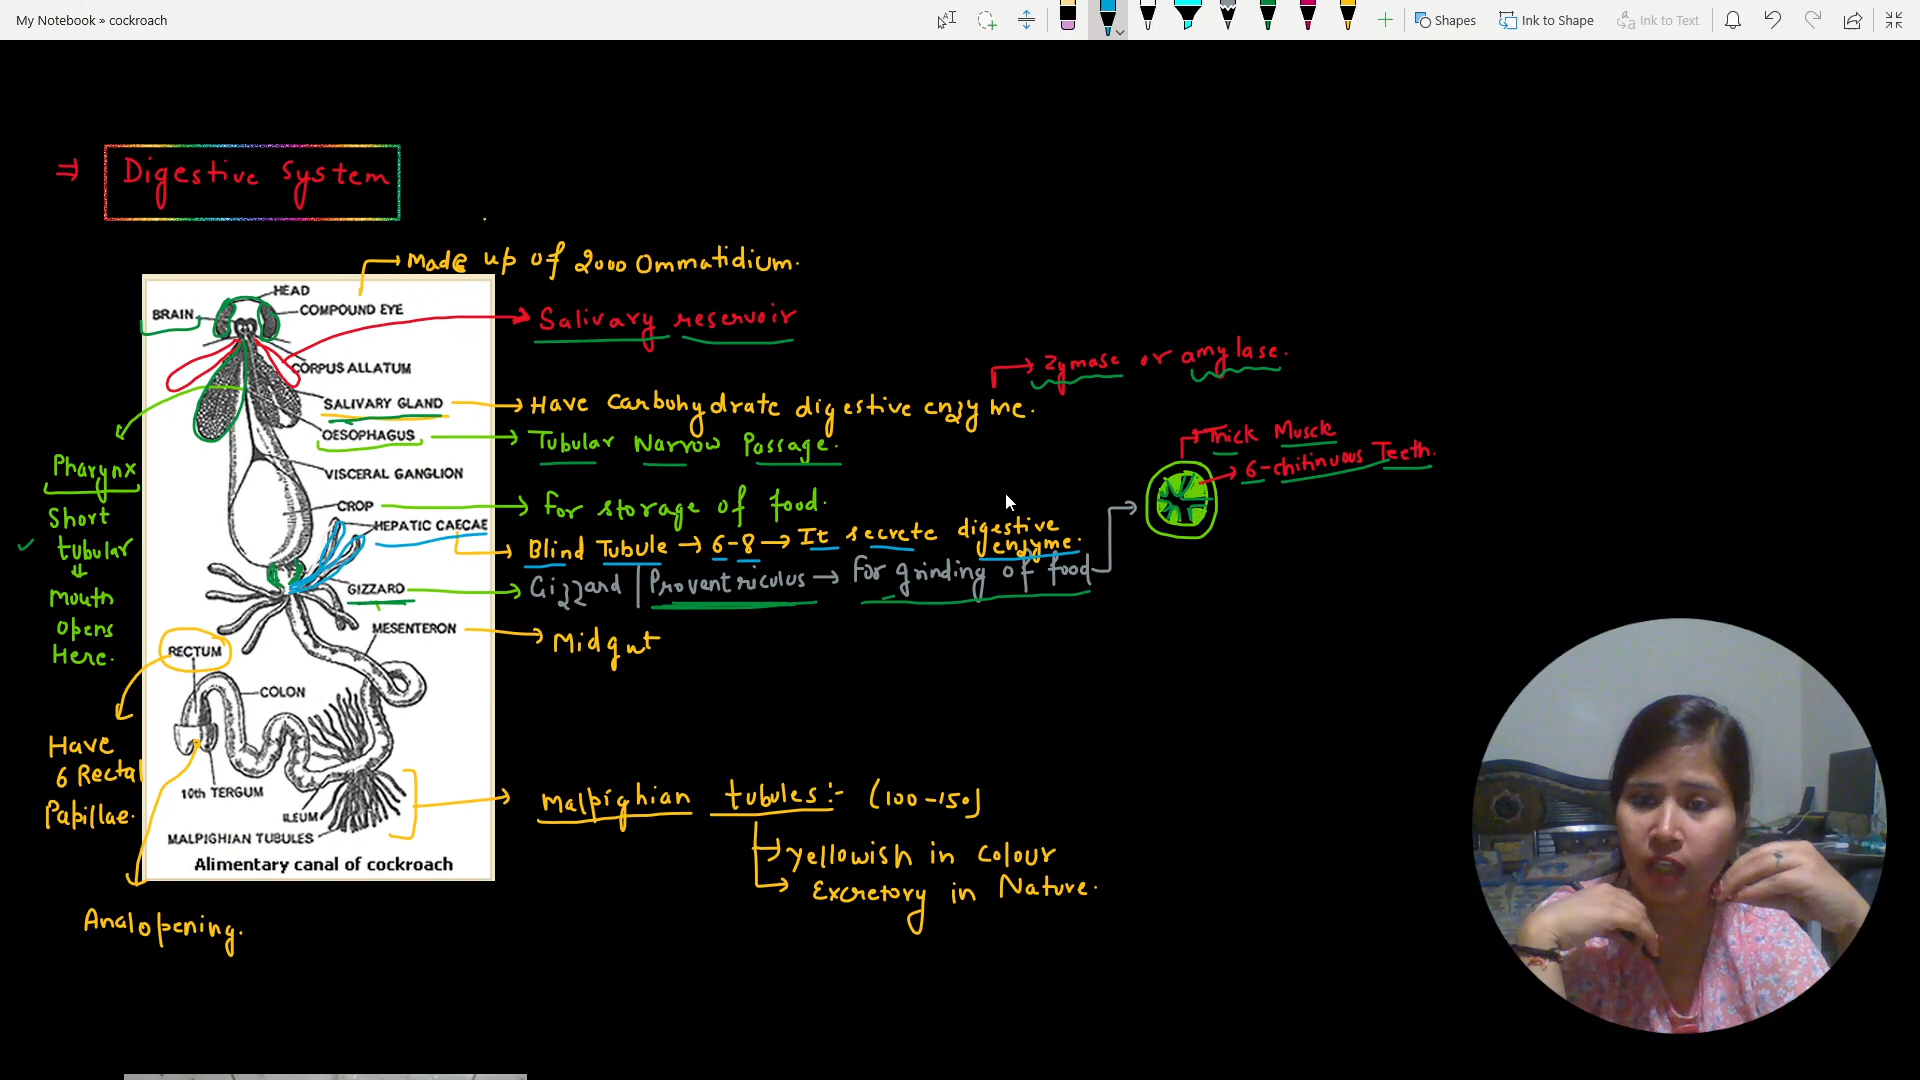 My Notebook » cockroach
Shapes
Ink to Shape
Ink to Text
⇒ Digestive System
→ Made up of 2000 Ommatidium.
HEAD
BRAIN
COMPOUND EYE
Salivary reservoir
CORPUS ALLATUM
→ Zymase or amylase.
SALIVARY GLAND
→ Have Carbohydrate digestive enzyme.
OESOPHAGUS
→ Tubular Narrow Passage.
→ Thick Muscle
→ 6-chitinuous Teeth.
VISCERAL GANGLION
Pharynx
Short
tubular
↓
Mouth
opens
Here.
CROP
→ For storage of food.
HEPATIC CAECAE
→ Blind Tubule → 6-8 → It secrete digestive
enzyme.
GIZZARD
→ Gizzard | Proventriculus → For grinding of food
MESENTERON
→ Midgut
RECTUM
COLON
Have
6 Rectal
Papillae.
10th TERGUM
ILEUM
MALPIGHIAN TUBULES
→ Malpighian tubules:- (100-150)
→ yellowish in Colour
→ Excretory in Nature.
Alimentary canal of cockroach
Anal opening.